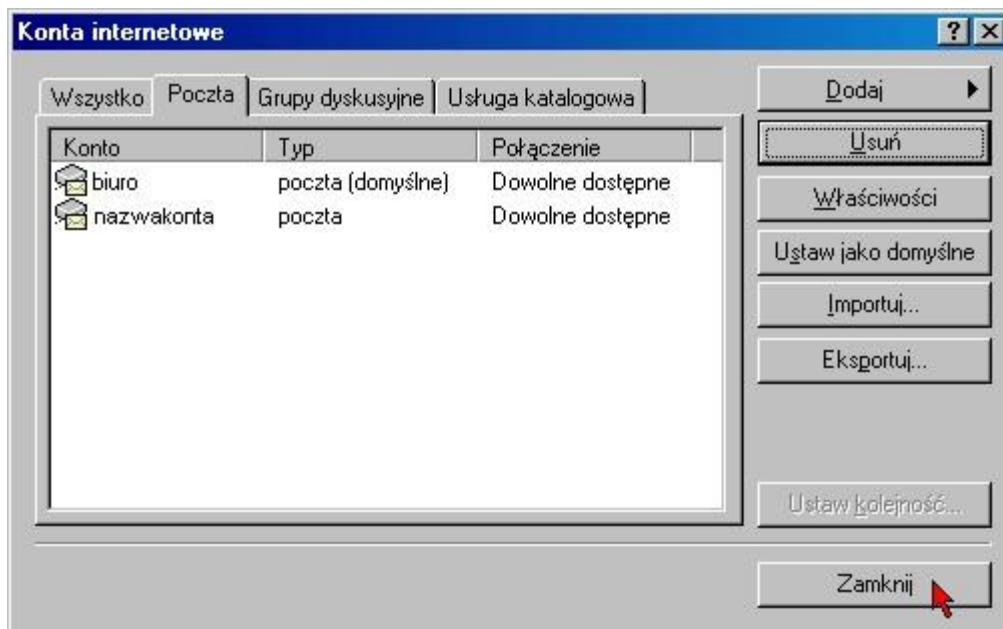 Konta internetowe
Wszystko Poczta Grupy dyskusyjne Usługa katalogowa
Konto Typ Połączenie
biuro poczta (domyślne) Dowolne dostępne
nazwakonta poczta Dowolne dostępne
Dodaj
Usuń
Właściwości
Ustaw jako domyślne
Importuj...
Eksportuj...
Ustaw kolejność...
Zamknij